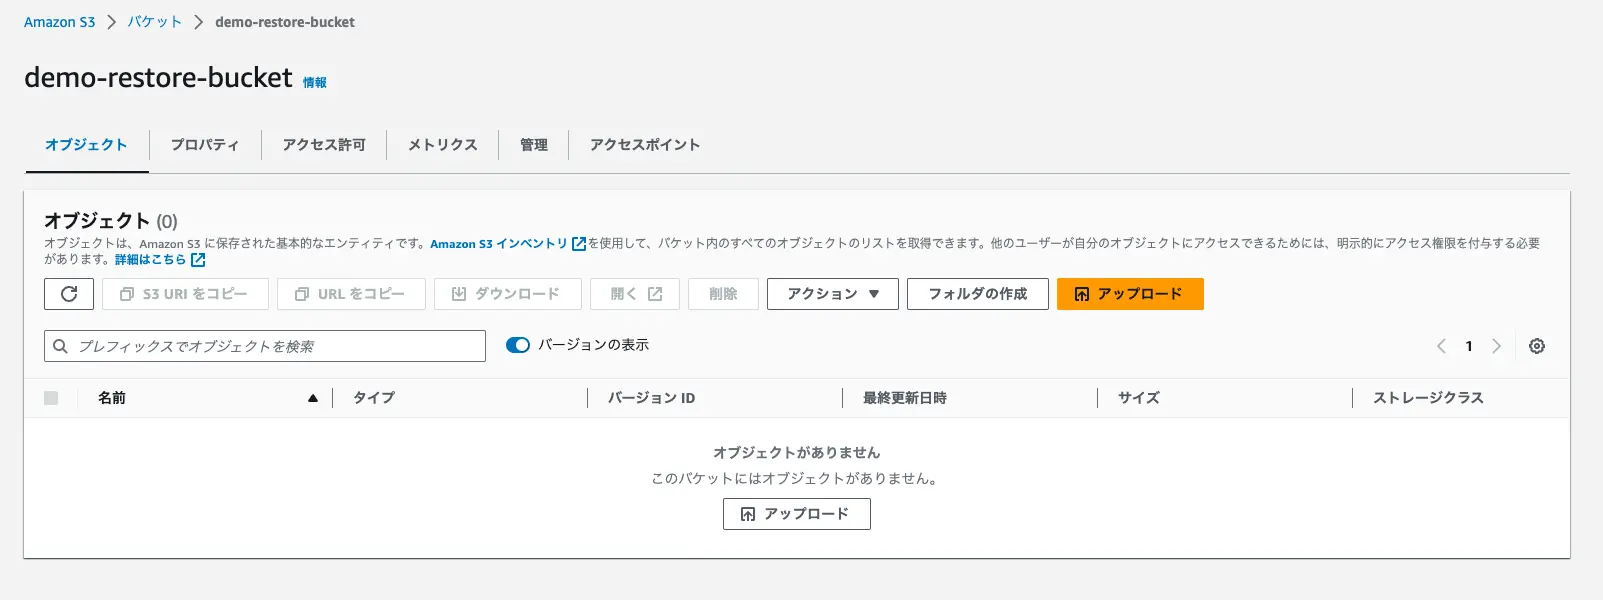 Amazon S3 > バケット > demo-restore-bucket
demo-restore-bucket 情報
オブジェクト プロパティ アクセス許可 メトリクス 管理 アクセスポイント
オブジェクト (0)
オブジェクトは、Amazon S3 に保存された基本的なエンティティです。Amazon S3 インベントリ を使用して、バケット内のすべてのオブジェクトのリストを取得できます。他のユーザーが自分のオブジェクトにアクセスできるためには、明示的にアクセス権限を付与する必要
があります。詳細はこちら
S3 URI をコピー URL をコピー ダウンロード 開く 削除 アクション フォルダの作成 アップロード
プレフィックスでオブジェクトを検索 バージョンの表示 1
名前 タイプ バージョン ID 最終更新日時 サイズ ストレージクラス
オブジェクトがありません
このバケットにはオブジェクトがありません。
アップロード